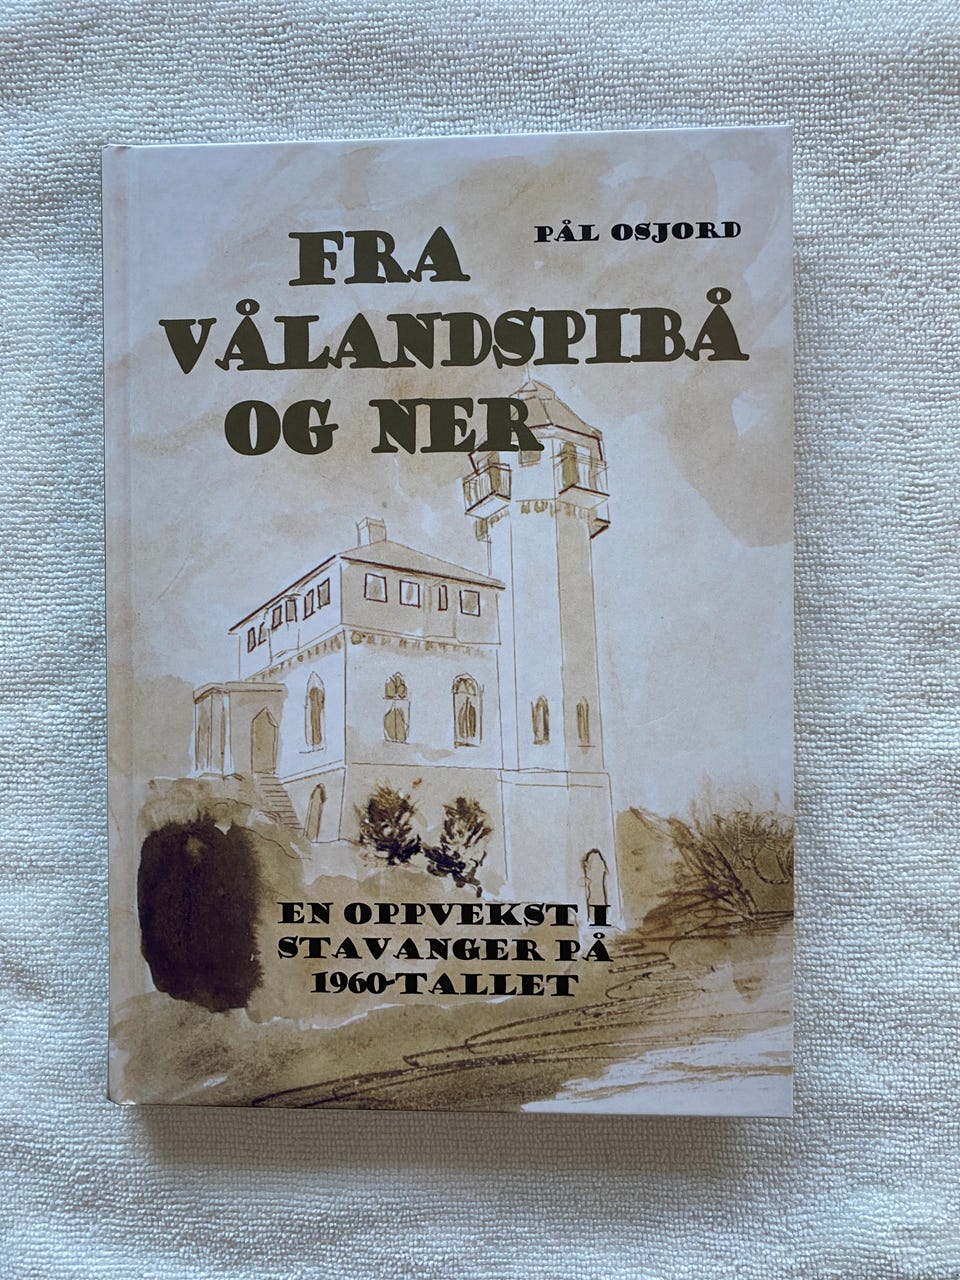 PÅL OSJORD
FRA
VÅLANDSPIBÅ
OG NER
EN OPPVEKST I
STAVANGER PÅ
1960-TALLET